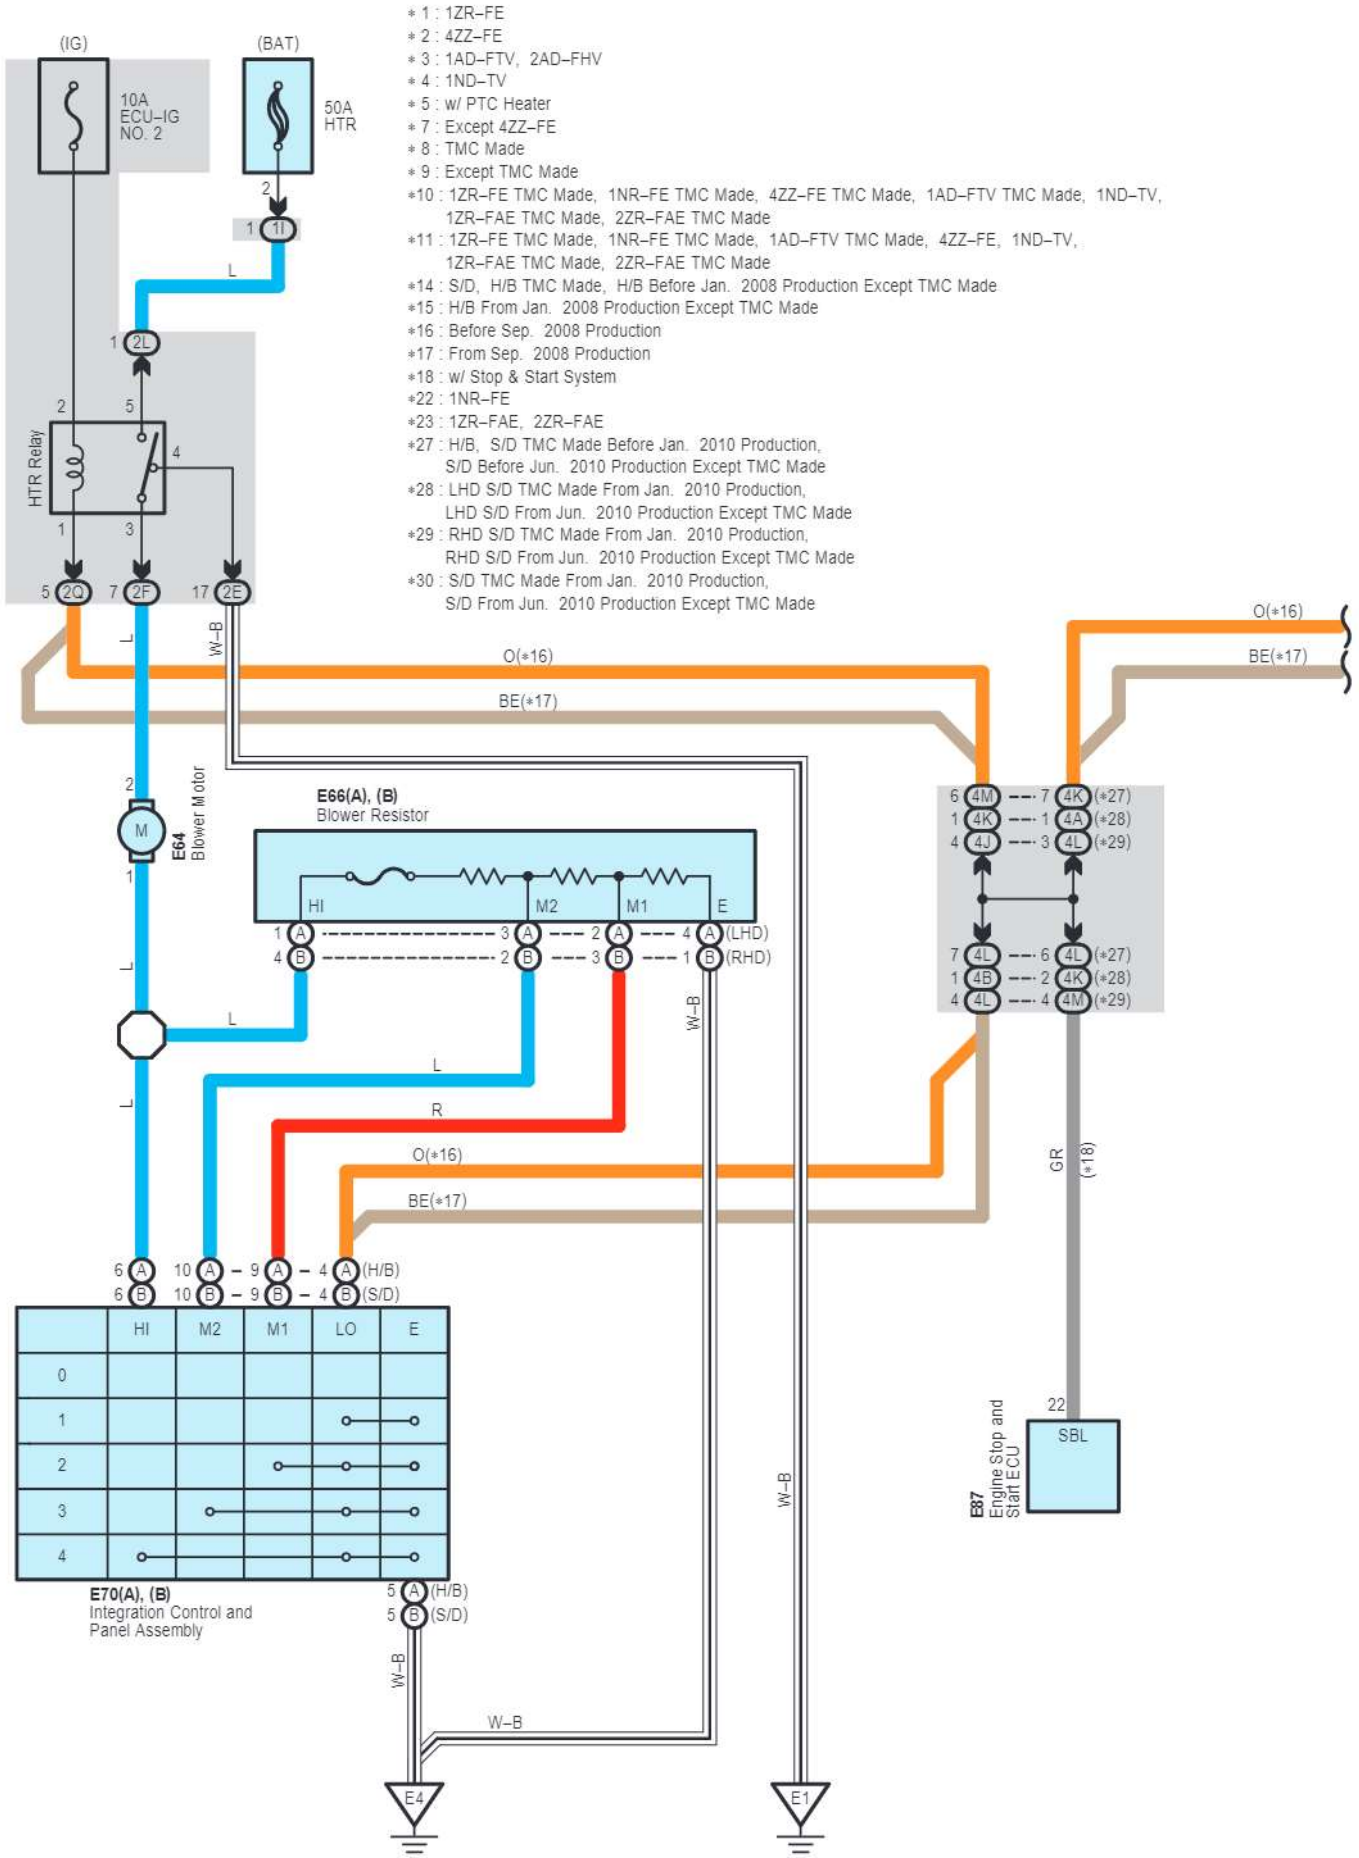 (IG)
(BAT)
10A
ECU–IG
NO. 2
50A
HTR
2
1 1I
L
1 2L
∗ 1 : 1ZR–FE
∗ 2 : 4ZZ–FE
∗ 3 : 1AD–FTV, 2AD–FHV
∗ 4 : 1ND–TV
∗ 5 : w/ PTC Heater
∗ 7 : Except 4ZZ–FE
∗ 8 : TMC Made
∗ 9 : Except TMC Made
∗10 : 1ZR–FE TMC Made, 1NR–FE TMC Made, 4ZZ–FE TMC Made, 1AD–FTV TMC Made, 1ND–TV,
1ZR–FAE TMC Made, 2ZR–FAE TMC Made
∗11 : 1ZR–FE TMC Made, 1NR–FE TMC Made, 1AD–FTV TMC Made, 4ZZ–FE, 1ND–TV,
1ZR–FAE TMC Made, 2ZR–FAE TMC Made
∗14 : S/D, H/B TMC Made, H/B Before Jan. 2008 Production Except TMC Made
∗15 : H/B From Jan. 2008 Production Except TMC Made
∗16 : Before Sep. 2008 Production
∗17 : From Sep. 2008 Production
∗18 : w/ Stop & Start System
∗22 : 1NR–FE
∗23 : 1ZR–FAE, 2ZR–FAE
∗27 : H/B, S/D TMC Made Before Jan. 2010 Production,
S/D Before Jun. 2010 Production Except TMC Made
∗28 : LHD S/D TMC Made From Jan. 2010 Production,
LHD S/D From Jun. 2010 Production Except TMC Made
∗29 : RHD S/D TMC Made From Jan. 2010 Production,
RHD S/D From Jun. 2010 Production Except TMC Made
∗30 : S/D TMC Made From Jan. 2010 Production,
S/D From Jun. 2010 Production Except TMC Made
2 5
HTR Relay
4
1 3
5 2Q 7 2F 17 2E
L
W–B
O(∗16)
BE(∗17)
O(∗16)
BE(∗17)
6 4M 7 4K (∗27)
1 4K 1 4A (∗28)
4 4J 3 4L (∗29)
7 4L 6 4L (∗27)
1 4B 2 4K (∗28)
4 4L 4 4M (∗29)
2
M
1
E64
Blower Motor
E66(A), (B)
Blower Resistor
HI M2 M1 E
1 A 3 A 2 A 4 A (LHD)
4 B 2 B 3 B 1 B (RHD)
L
L
W–B
L
L
R
O(∗16)
BE(∗17)
GR
(∗18)
6 A 10 A 9 A 4 A (H/B)
6 B 10 B 9 B 4 B (S/D)
HI M2 M1 LO E
0
1
2
3
4
E70(A), (B)
Integration Control and
Panel Assembly
5 A (H/B)
5 B (S/D)
22
SBL
E87
Engine Stop and
Start ECU
W–B
W–B
W–B
E4
E1